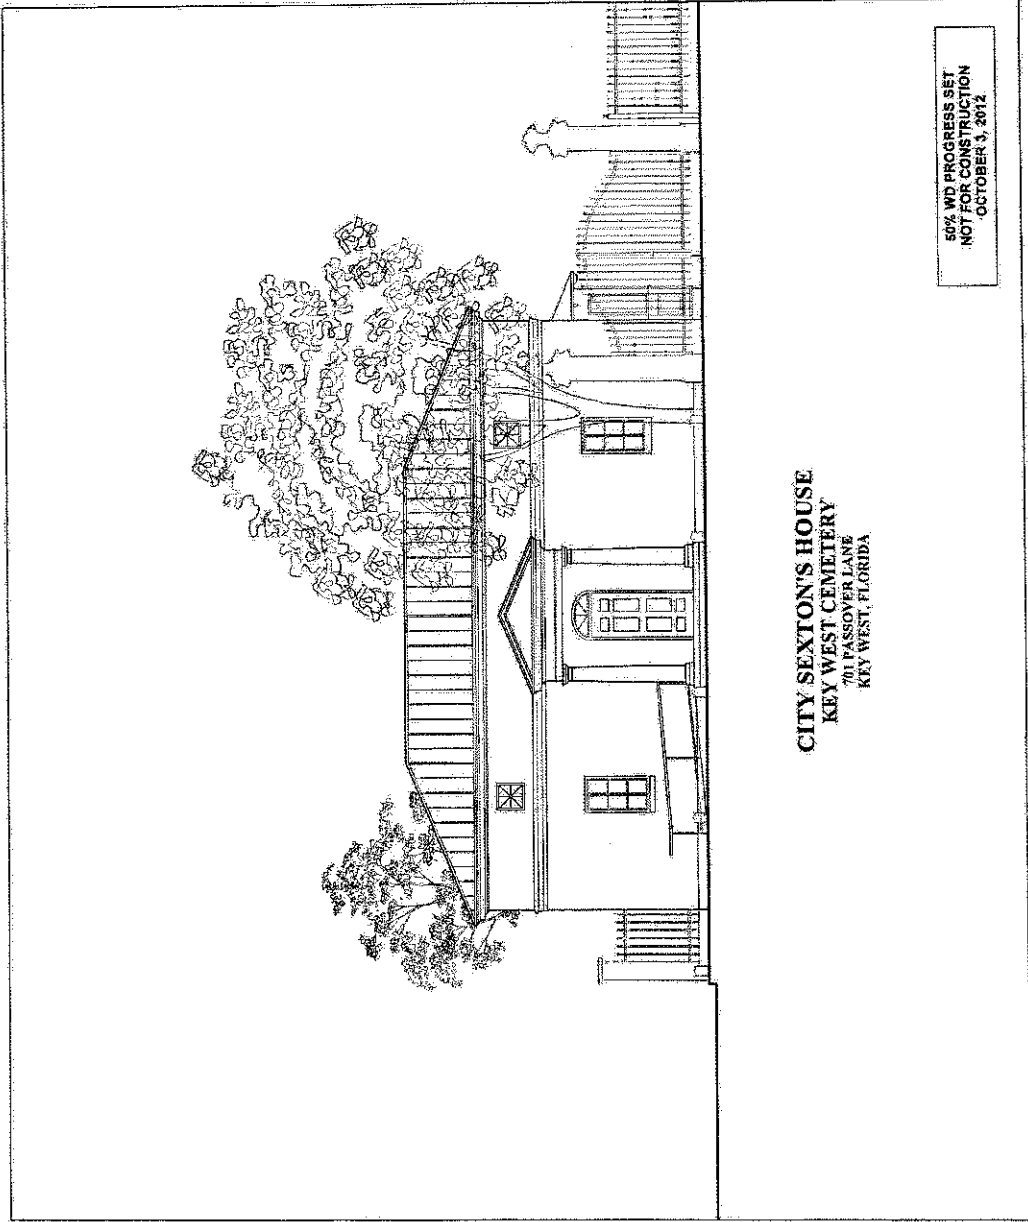 CITY SEXTON'S HOUSE
KEY WEST CEMETERY
701 PASSOVER LANE
KEY WEST, FLORIDA
50% WD PROGRESS SET
NOT FOR CONSTRUCTION
OCTOBER 3, 2012